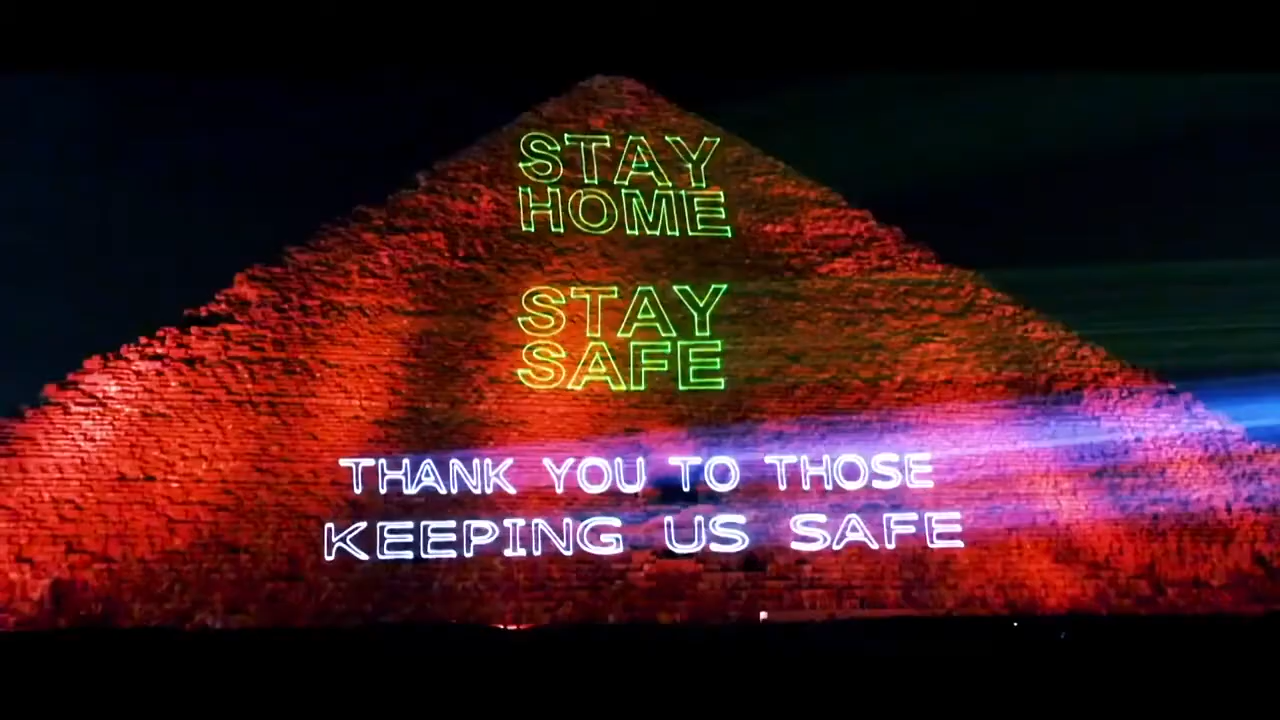 STAY
HOME
STAY
SAFE
THANK YOU TO THOSE
KEEPING US SAFE